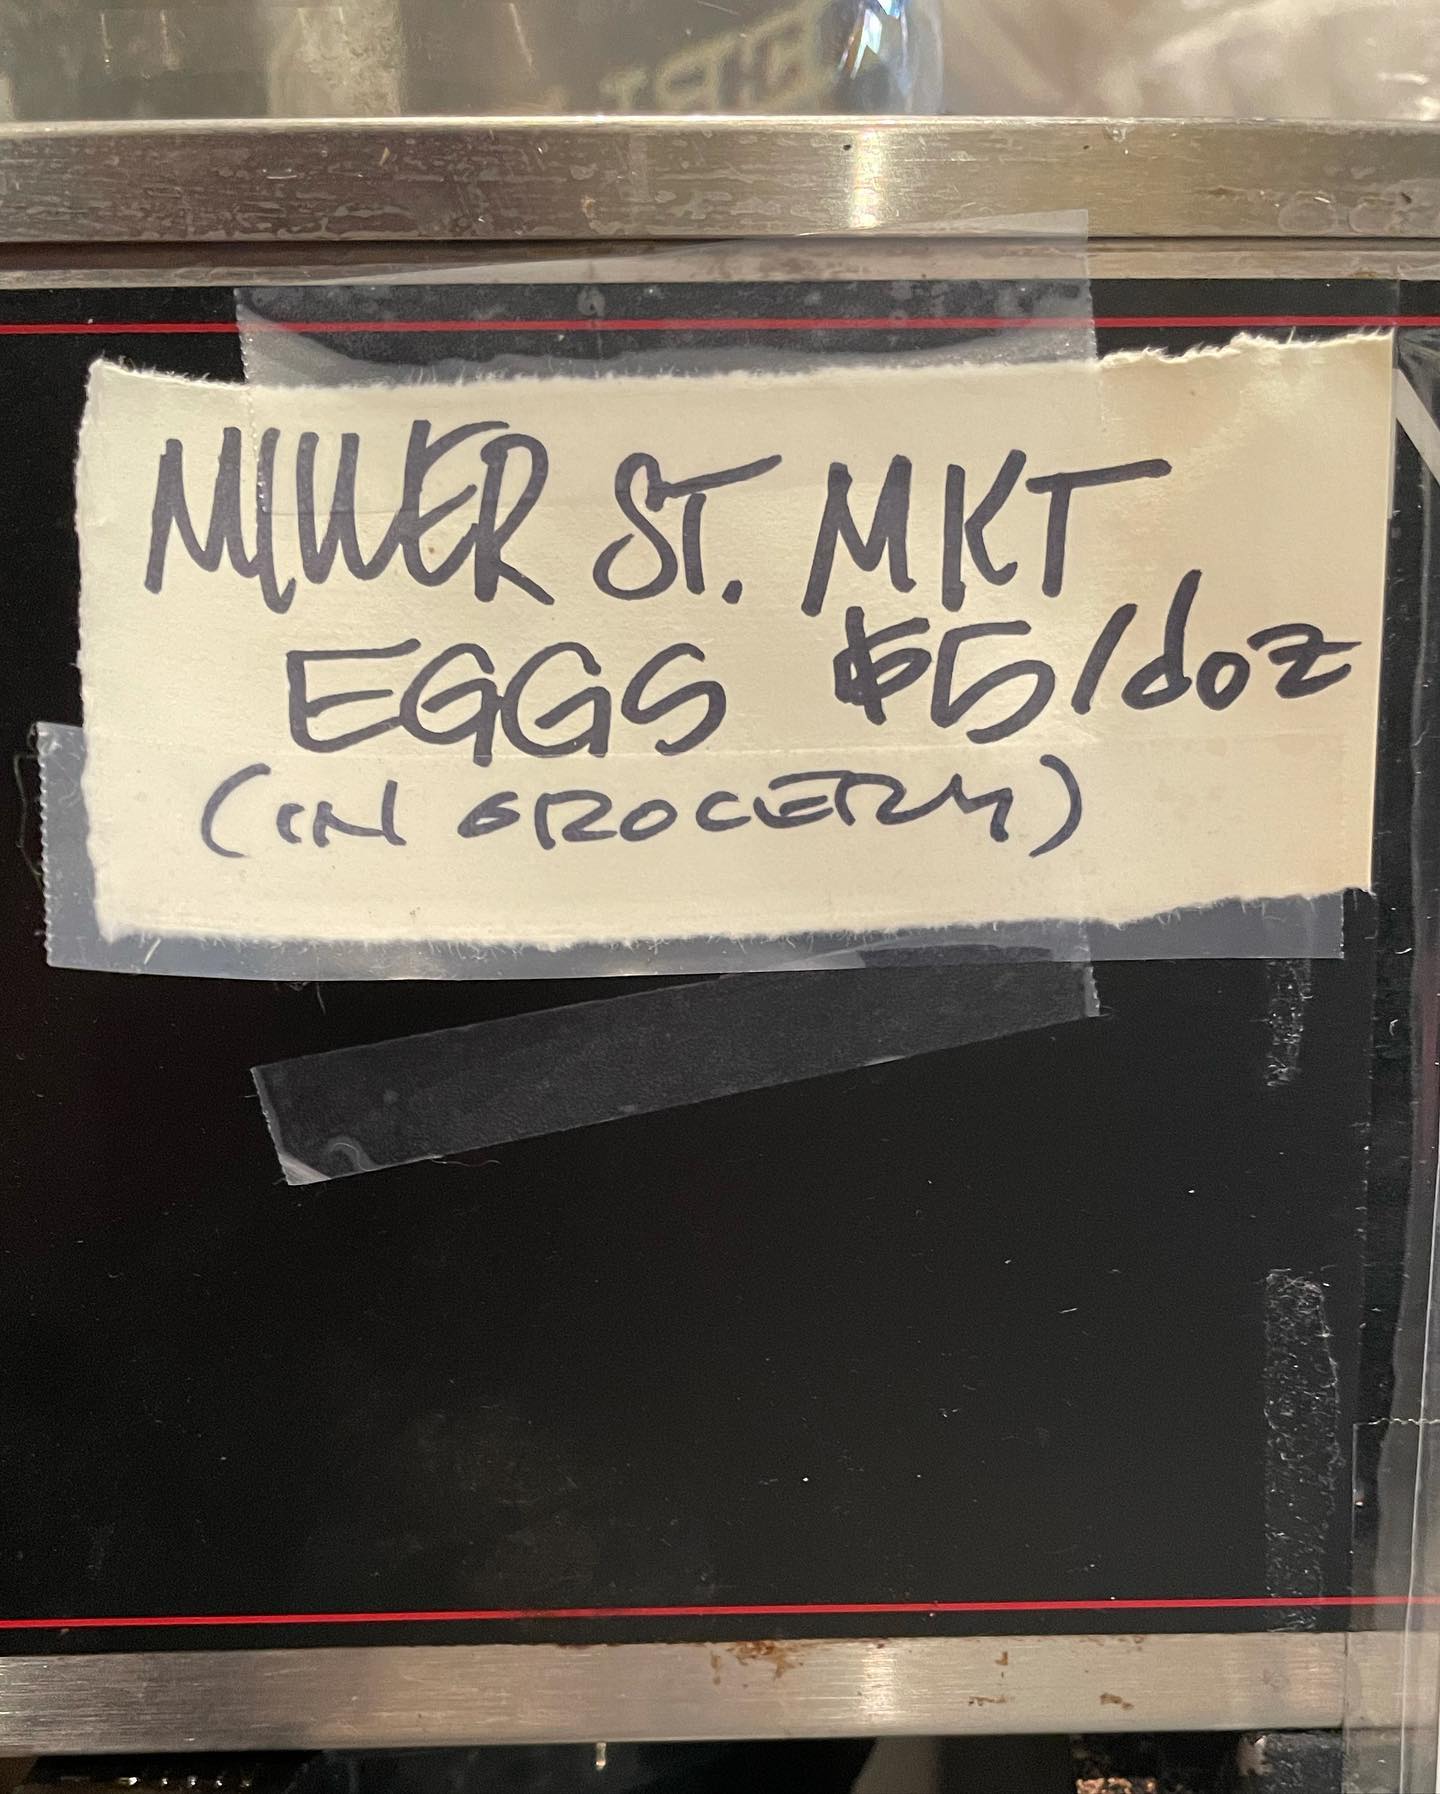 MILLER ST. MKT
EGGS $5/doz
(IN GROCERY)